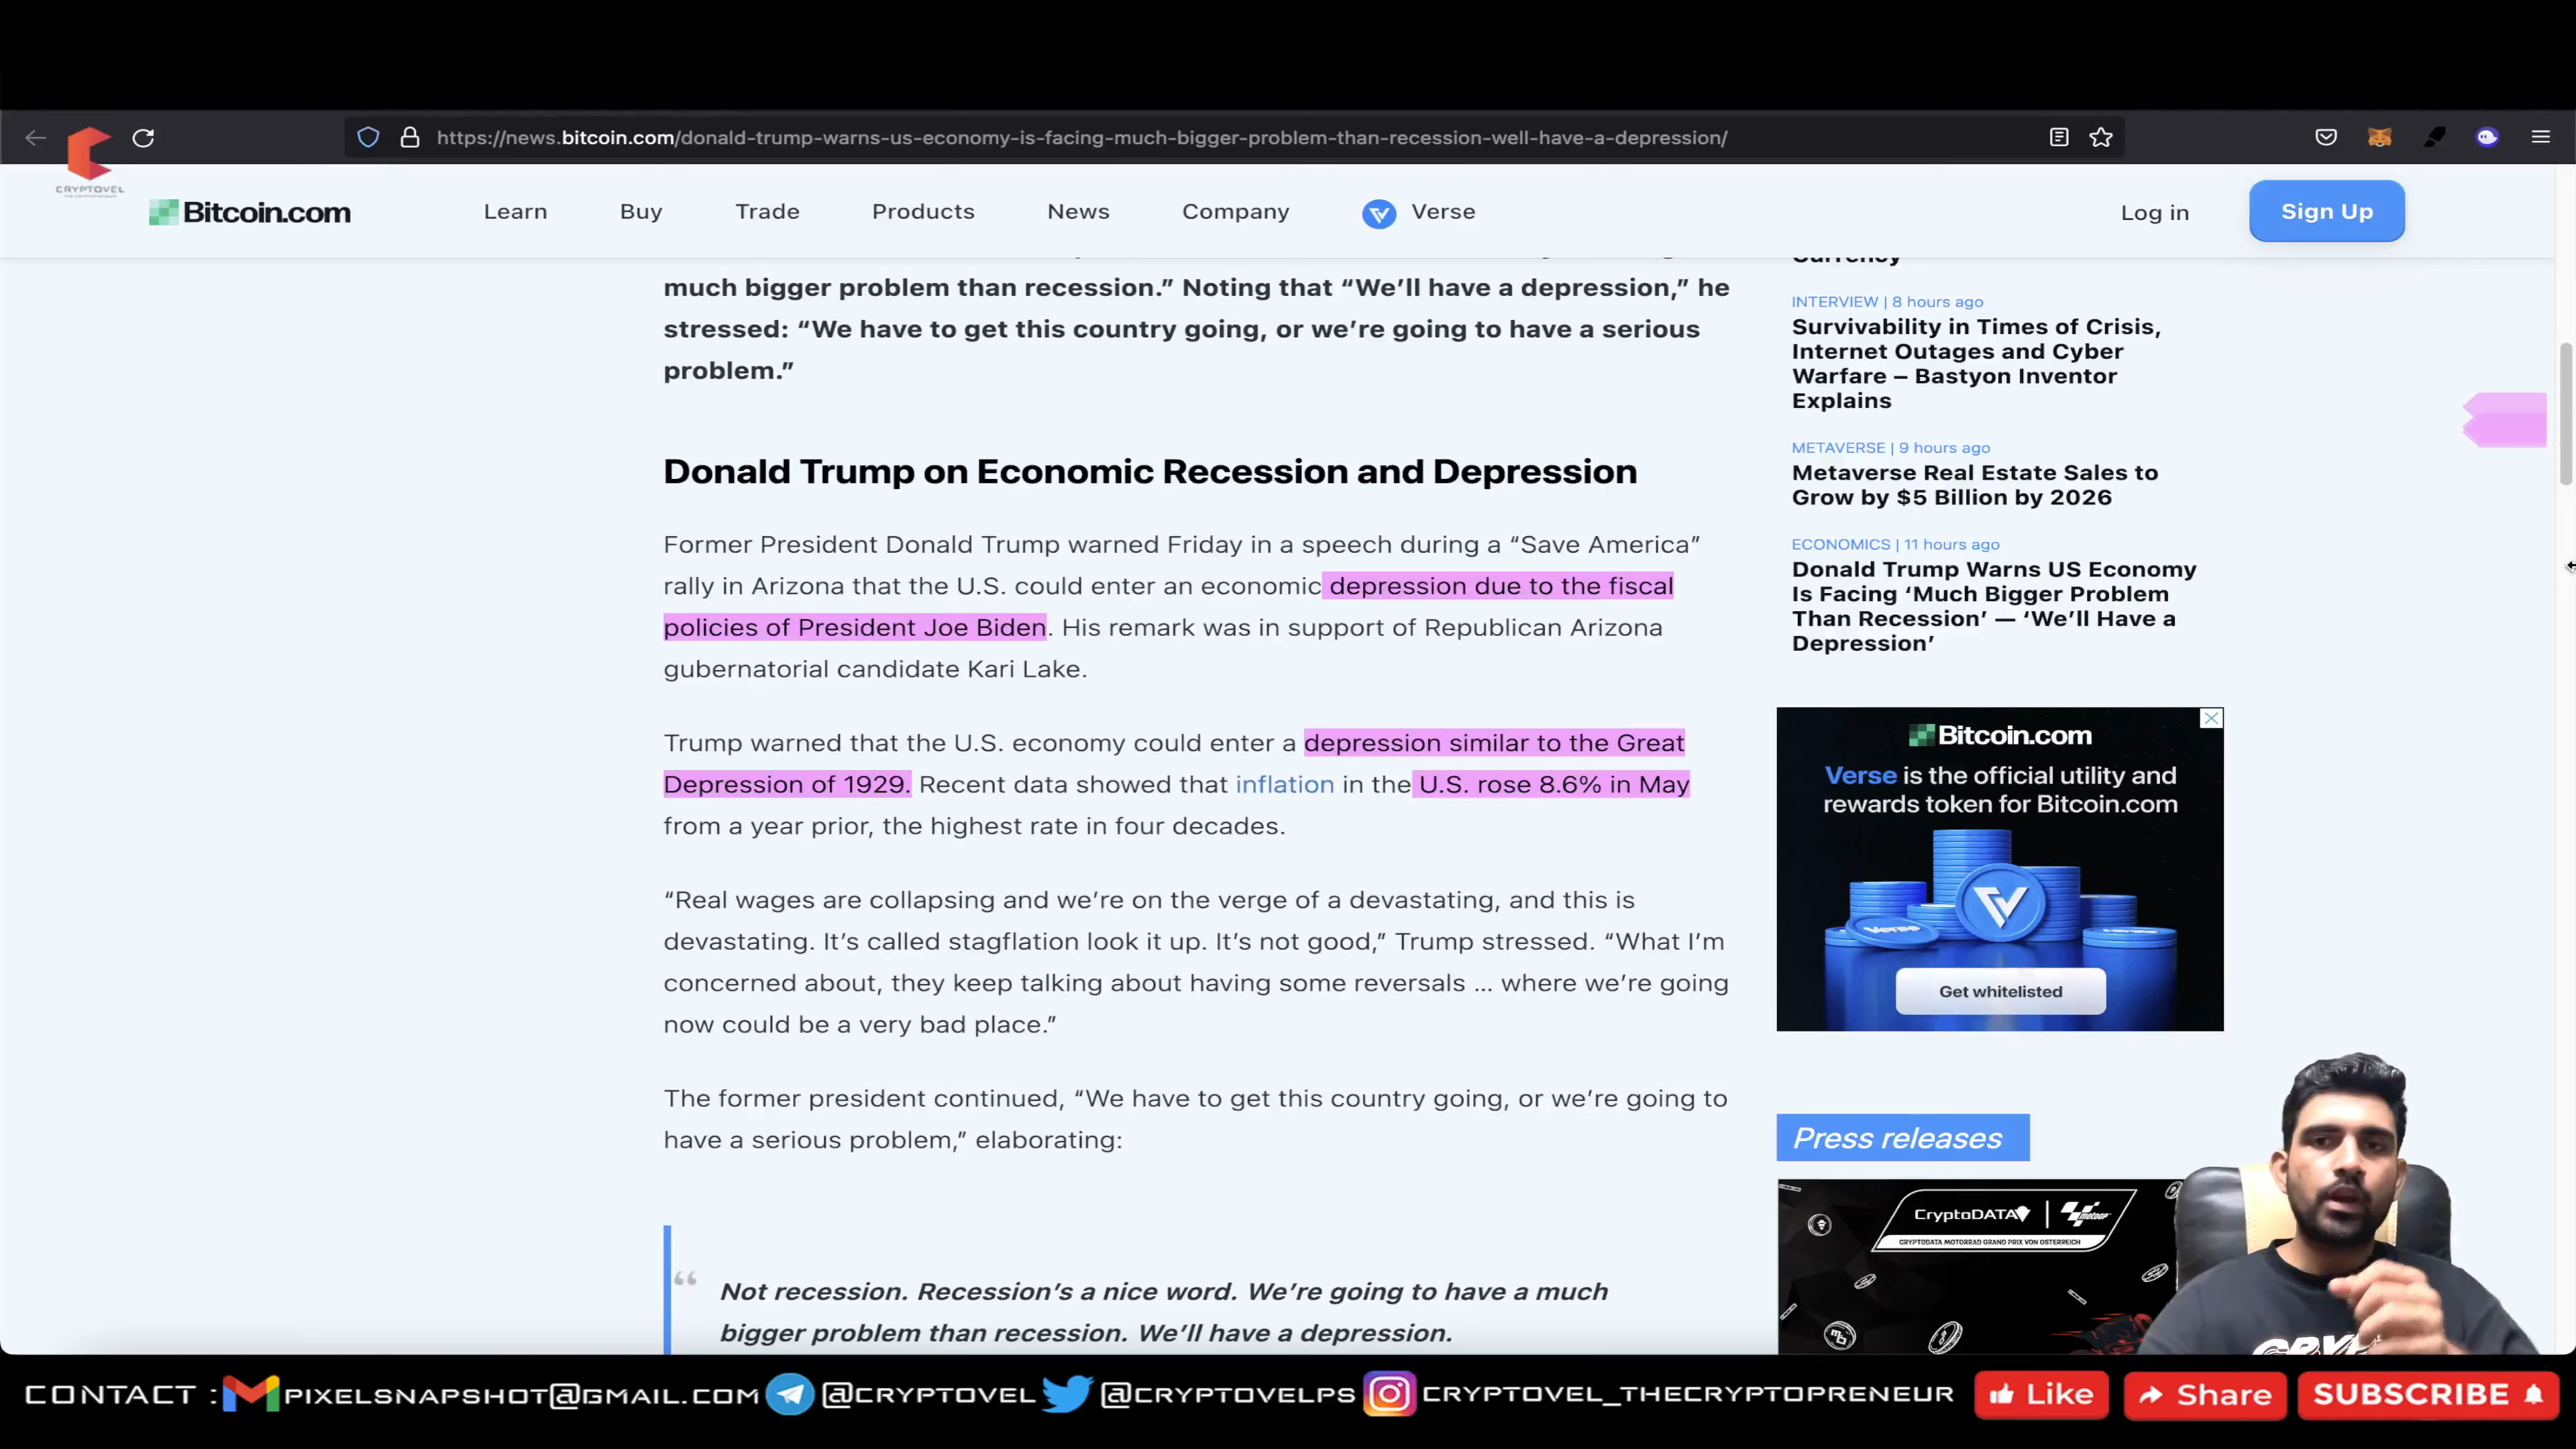 https://news.bitcoin.com/donald-trump-warns-us-economy-is-facing-much-bigger-problem-than-recession-well-have-a-depression/
CRYPTOVEL
Bitcoin.com
Learn
Buy
Trade
Products
News
Company
Verse
Log in
Sign Up
much bigger problem than recession.” Noting that “We’ll have a depression,” he
stressed: “We have to get this country going, or we’re going to have a serious
problem.”
Donald Trump on Economic Recession and Depression
Former President Donald Trump warned Friday in a speech during a “Save America”
rally in Arizona that the U.S. could enter an economic depression due to the fiscal
policies of President Joe Biden. His remark was in support of Republican Arizona
gubernatorial candidate Kari Lake.
Trump warned that the U.S. economy could enter a depression similar to the Great
Depression of 1929. Recent data showed that inflation in the U.S. rose 8.6% in May
from a year prior, the highest rate in four decades.
“Real wages are collapsing and we’re on the verge of a devastating, and this is
devastating. It’s called stagflation look it up. It’s not good,” Trump stressed. “What I’m
concerned about, they keep talking about having some reversals … where we’re going
now could be a very bad place.”
The former president continued, “We have to get this country going, or we’re going to
have a serious problem,” elaborating:
“ Not recession. Recession’s a nice word. We’re going to have a much
bigger problem than recession. We’ll have a depression.
Currency
INTERVIEW | 8 hours ago
Survivability in Times of Crisis,
Internet Outages and Cyber
Warfare – Bastyon Inventor
Explains
METAVERSE | 9 hours ago
Metaverse Real Estate Sales to
Grow by $5 Billion by 2026
ECONOMICS | 11 hours ago
Donald Trump Warns US Economy
Is Facing ‘Much Bigger Problem
Than Recession’ — ‘We’ll Have a
Depression’
Bitcoin.com
Verse is the official utility and
rewards token for Bitcoin.com
Verse
Get whitelisted
Press releases
CryptoDATA
CRYPTODATA MOTORRAD GRAND PRIX VON ÖSTERREICH
CONTACT : PIXELSNAPSHOT@GMAIL.COM @CRYPTOVEL @CRYPTOVELPS CRYPTOVEL_THECRYPTOPRENEUR Like Share SUBSCRIBE